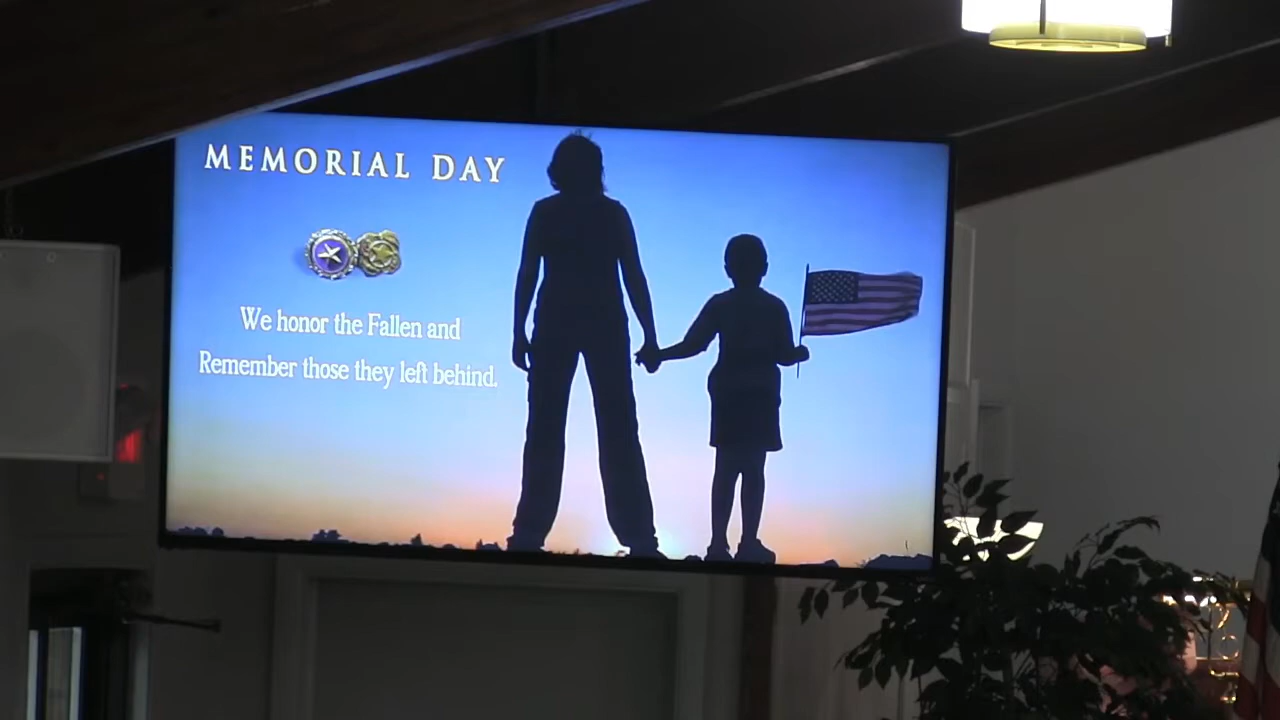 MEMORIAL DAY
We honor the Fallen and
Remember those they left behind.